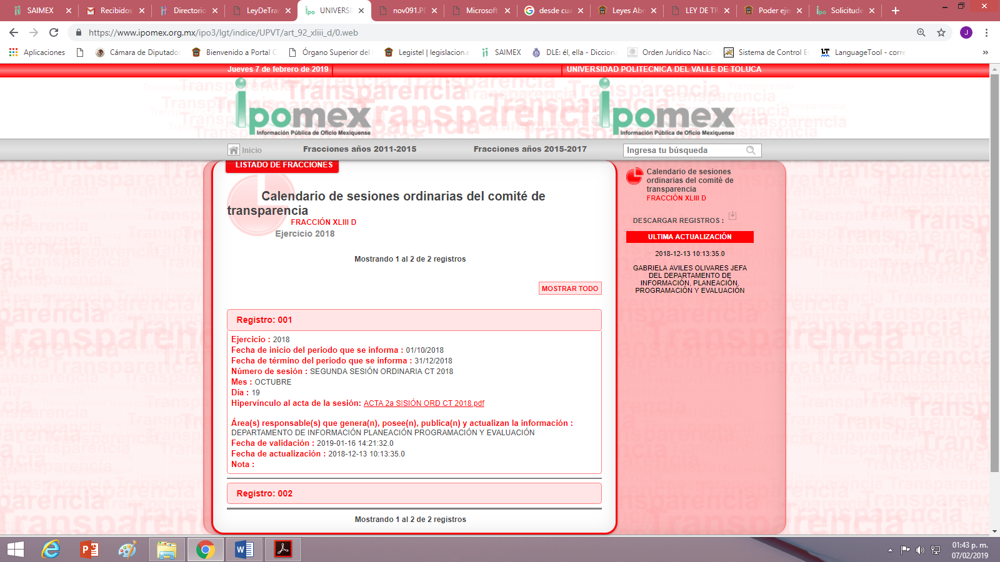 SAIMEX
Recibidos
Directorio
LeyDeTra
UNIVERSI
nov091.P
Microsoft
desde cua
Leyes Abr
LEY DE TR
Poder eje
Solicitude
https://www.ipomex.org.mx/ipo3/lgt/indice/UPVT/art_92_xliii_d/0.web
J
Aplicaciones
Cámara de Diputados
Bienvenido a Portal C
Órgano Superior del
Legistel | legislacion.e
SAIMEX
DLE: él, ella - Diccion
Orden Jurídico Nacio
Sistema de Control E
LanguageTool - corre
»
Jueves 7 de febrero de 2019
UNIVERSIDAD POLITECNICA DEL VALLE DE TOLUCA
Transparencia
ipomex
Información Pública de Oficio Mexiquense
ipomex
Información Pública de Oficio Mexiquense
Inicio
Fracciones años 2011-2015
Fracciones años 2015-2017
Ingresa tu búsqueda
LISTADO DE FRACCIONES
Calendario de sesiones ordinarias del comité de
transparencia
FRACCIÓN XLIII D
Ejercicio 2018
Mostrando 1 al 2 de 2 registros
MOSTRAR TODO
Registro: 001
Ejercicio : 2018
Fecha de inicio del periodo que se informa : 01/10/2018
Fecha de término del periodo que se informa : 31/12/2018
Número de sesión : SEGUNDA SESIÓN ORDINARIA CT 2018
Mes : OCTUBRE
Día : 19
Hipervínculo al acta de la sesión: ACTA 2a SISIÓN ORD CT 2018.pdf
Área(s) responsable(s) que genera(n), posee(n), publica(n) y actualizan la información :
DEPARTAMENTO DE INFORMACIÓN PLANEACIÓN PROGRAMACIÓN Y EVALUACIÓN
Fecha de validación : 2019-01-16 14:21:32.0
Fecha de actualización : 2018-12-13 10:13:35.0
Nota :
Registro: 002
Mostrando 1 al 2 de 2 registros
Calendario de sesiones
ordinarias del comité de
transparencia
FRACCIÓN XLIII D
DESCARGAR REGISTROS :
ULTIMA ACTUALIZACIÓN
2018-12-13 10:13:35.0
GABRIELA AVILES OLIVARES JEFA
DEL DEPARTAMENTO DE
INFORMACIÓN, PLANEACIÓN,
PROGRAMACIÓN Y EVALUACIÓN
01:43 p. m.
07/02/2019